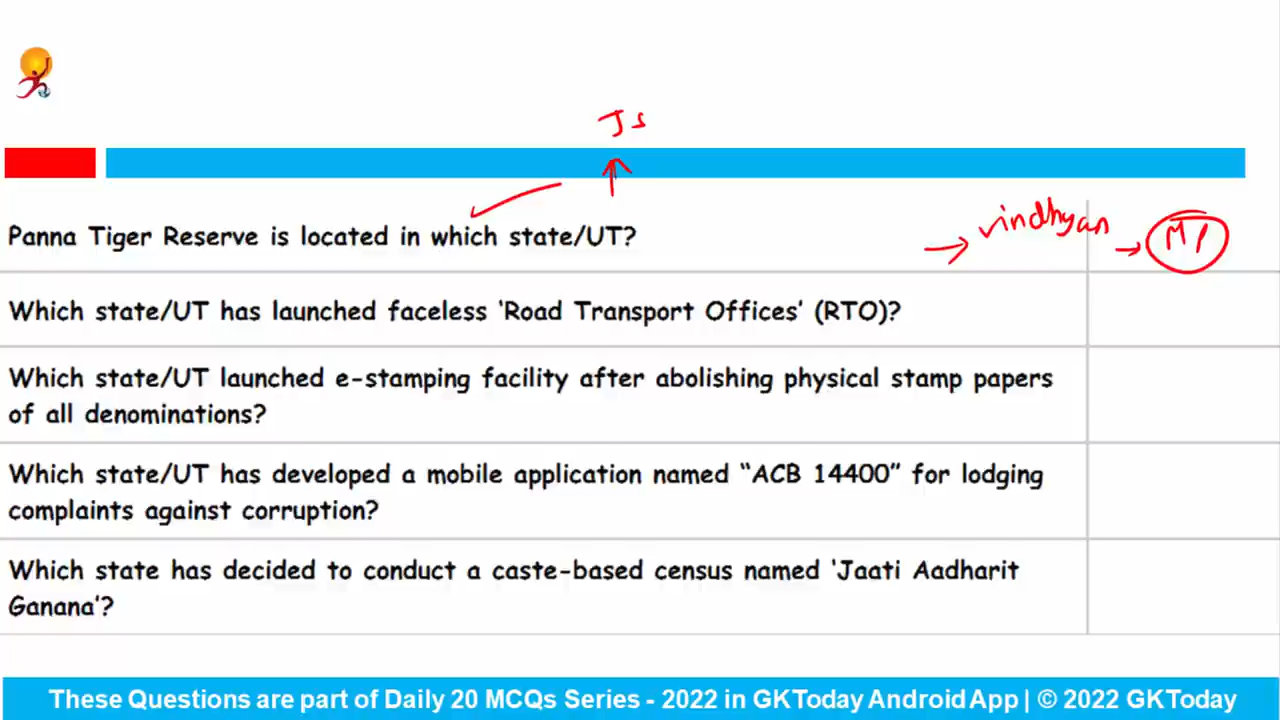 Js
Panna Tiger Reserve is located in which state/UT?
vindhyan
MP
Which state/UT has launched faceless 'Road Transport Offices' (RTO)?
Which state/UT launched e-stamping facility after abolishing physical stamp papers
of all denominations?
Which state/UT has developed a mobile application named “ACB 14400” for lodging
complaints against corruption?
Which state has decided to conduct a caste-based census named 'Jaati Aadharit
Ganana'?
These Questions are part of Daily 20 MCQs Series - 2022 in GKToday Android App | © 2022 GKToday